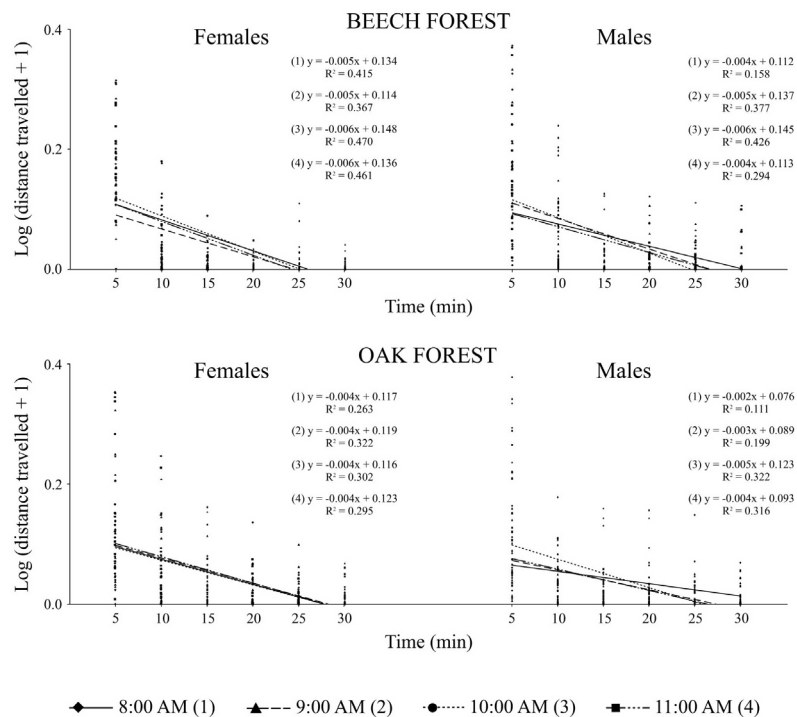 BEECH FOREST
Females
Males
(1) y = -0.005x + 0.134
R² = 0.415
(2) y = -0.005x + 0.114
R² = 0.367
(3) y = -0.006x + 0.148
R² = 0.470
(4) y = -0.006x + 0.136
R² = 0.461
(1) y = -0.004x + 0.112
R² = 0.158
(2) y = -0.005x + 0.137
R² = 0.377
(3) y = -0.006x + 0.145
R² = 0.426
(4) y = -0.004x + 0.113
R² = 0.294
Log (distance travelled + 1)
0.4
0.2
0.0
5 10 15 20 25 30
Time (min)
5 10 15 20 25 30
Time (min)
OAK FOREST
Females
Males
(1) y = -0.004x + 0.117
R² = 0.263
(2) y = -0.004x + 0.119
R² = 0.322
(3) y = -0.004x + 0.116
R² = 0.302
(4) y = -0.004x + 0.123
R² = 0.295
(1) y = -0.002x + 0.076
R² = 0.111
(2) y = -0.003x + 0.089
R² = 0.199
(3) y = -0.005x + 0.123
R² = 0.322
(4) y = -0.004x + 0.093
R² = 0.316
Log (distance travelled + 1)
0.4
0.2
0.0
5 10 15 20 25 30
Time (min)
5 10 15 20 25 30
Time (min)
8:00 AM (1) 9:00 AM (2) 10:00 AM (3) 11:00 AM (4)